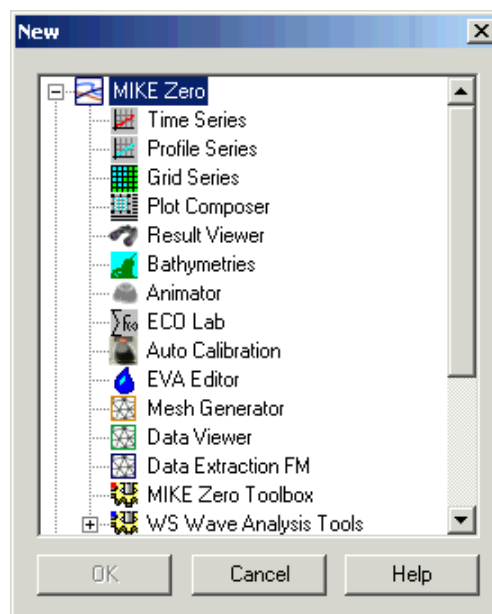 New
MIKE Zero
Time Series
Profile Series
Grid Series
Plot Composer
Result Viewer
Bathymetries
Animator
ECO Lab
Auto Calibration
EVA Editor
Mesh Generator
Data Viewer
Data Extraction FM
MIKE Zero Toolbox
WS Wave Analysis Tools
OK Cancel Help